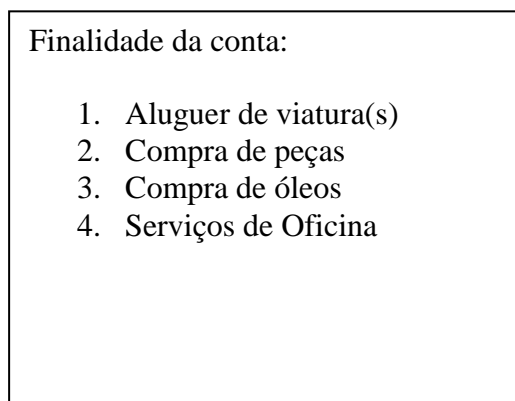 Finalidade da conta:
1. Aluguer de viatura(s)
2. Compra de peças
3. Compra de óleos
4. Serviços de Oficina